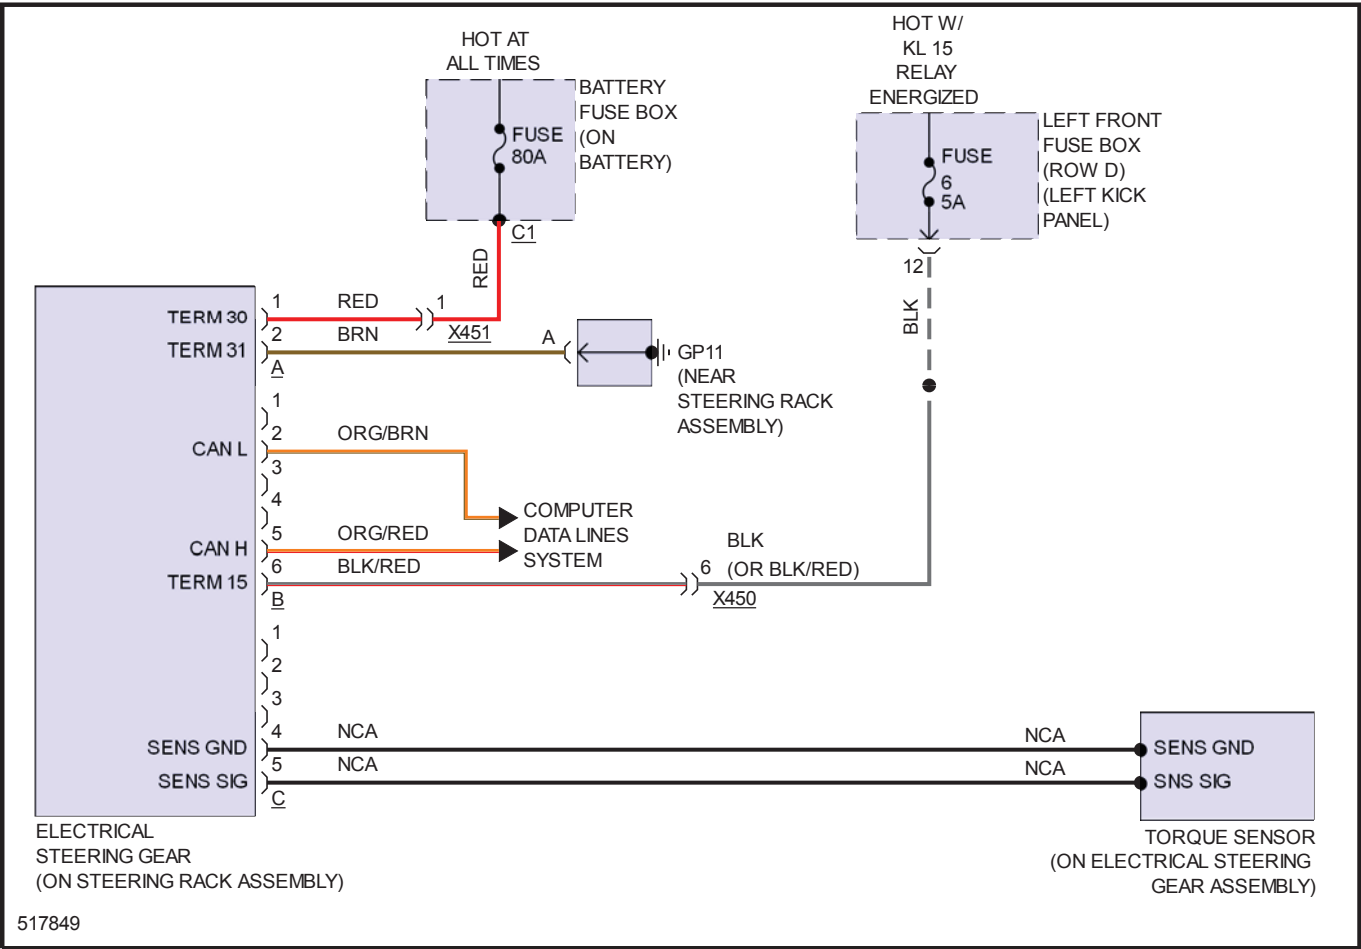 HOT AT
ALL TIMES
BATTERY
FUSE BOX
(ON
BATTERY)
FUSE
80A
C1
RED
HOT W/
KL 15
RELAY
ENERGIZED
LEFT FRONT
FUSE BOX
(ROW D)
(LEFT KICK
PANEL)
FUSE
6
5A
12
BLK
TERM 30
1
RED
1
X451
TERM 31
2
BRN
A
A
GP11
(NEAR
STEERING RACK
ASSEMBLY)
1
CAN L
2
ORG/BRN
3
4
CAN H
5
ORG/RED
COMPUTER
DATA LINES
SYSTEM
TERM 15
6
BLK/RED
B
6
BLK
(OR BLK/RED)
X450
1
2
3
SENS GND
4
NCA
NCA
SENS GND
SENS SIG
5
NCA
NCA
SNS SIG
C
ELECTRICAL
STEERING GEAR
(ON STEERING RACK ASSEMBLY)
TORQUE SENSOR
(ON ELECTRICAL STEERING
GEAR ASSEMBLY)
517849